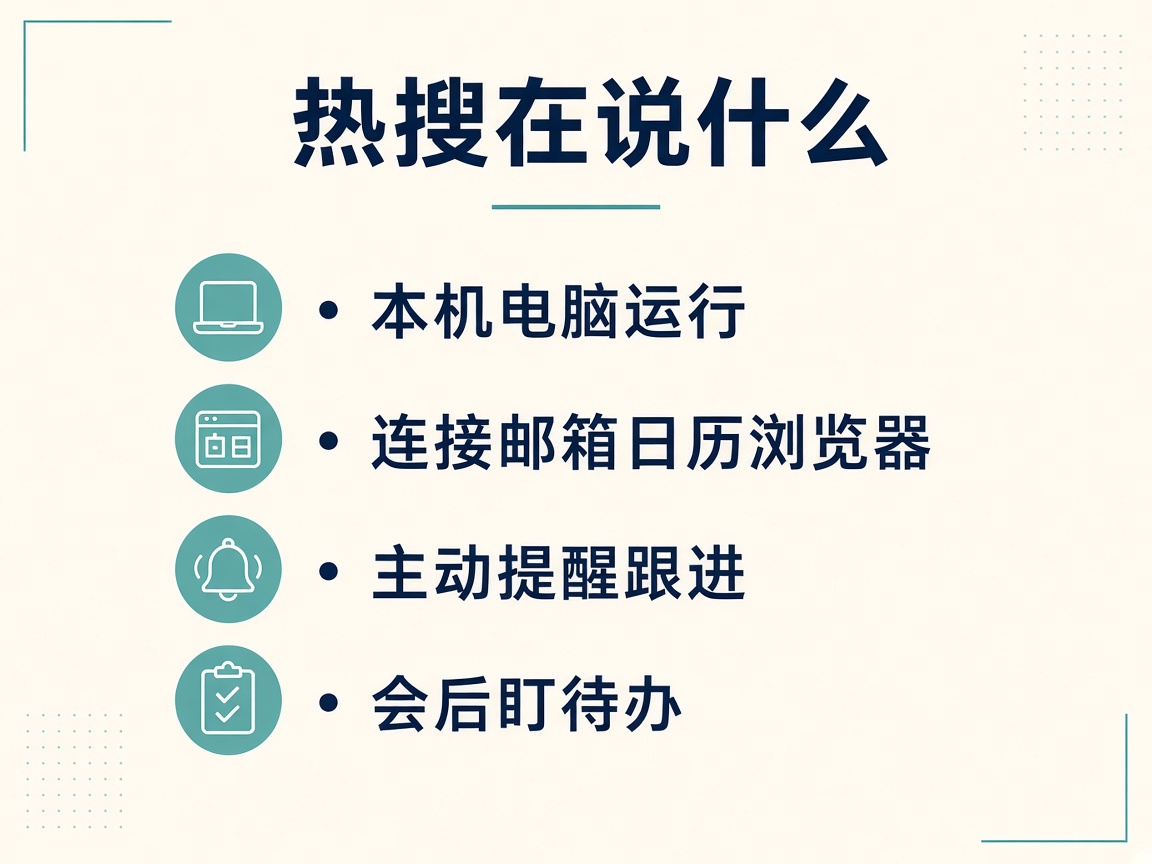 热搜在说什么
• 本机电脑运行
• 连接邮箱日历浏览器
• 主动提醒跟进
• 会后盯待办